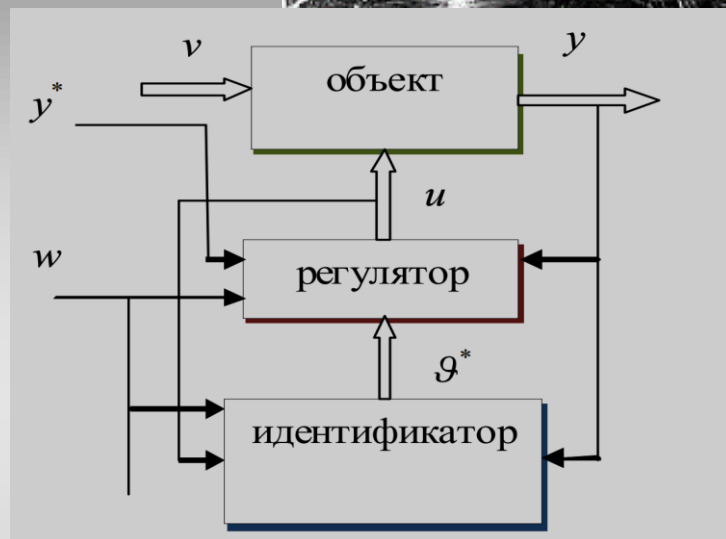 v
y
объект
y*
u
w
регулятор
ϑ*
идентификатор